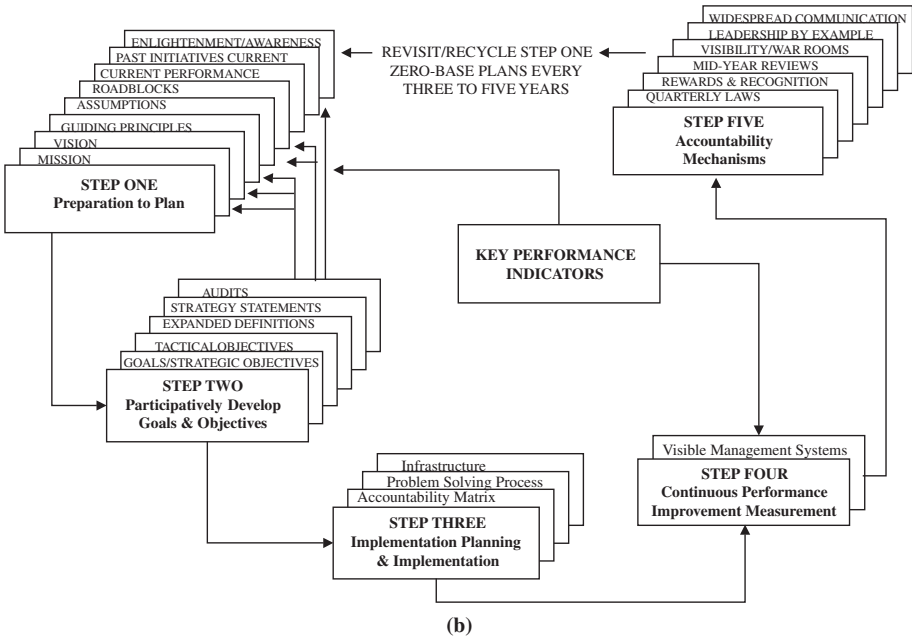 ENLIGHTENMENT/AWARENESS
PAST INITIATIVES CURRENT
CURRENT PERFORMANCE
ROADBLOCKS
ASSUMPTIONS
GUIDING PRINCIPLES
VISION
MISSION
STEP ONE
Preparation to Plan
REVISIT/RECYCLE STEP ONE
ZERO-BASE PLANS EVERY
THREE TO FIVE YEARS
WIDESPREAD COMMUNICATION
LEADERSHIP BY EXAMPLE
VISIBILITY/WAR ROOMS
MID-YEAR REVIEWS
REWARDS & RECOGNITION
QUARTERLY LAWS
STEP FIVE
Accountability
Mechanisms
KEY PERFORMANCE
INDICATORS
AUDITS
STRATEGY STATEMENTS
EXPANDED DEFINITIONS
TACTICALOBJECTIVES
GOALS/STRATEGIC OBJECTIVES
STEP TWO
Participatively Develop
Goals & Objectives
Infrastructure
Problem Solving Process
Accountability Matrix
STEP THREE
Implementation Planning
& Implementation
Visible Management Systems
STEP FOUR
Continuous Performance
Improvement Measurement
(b)